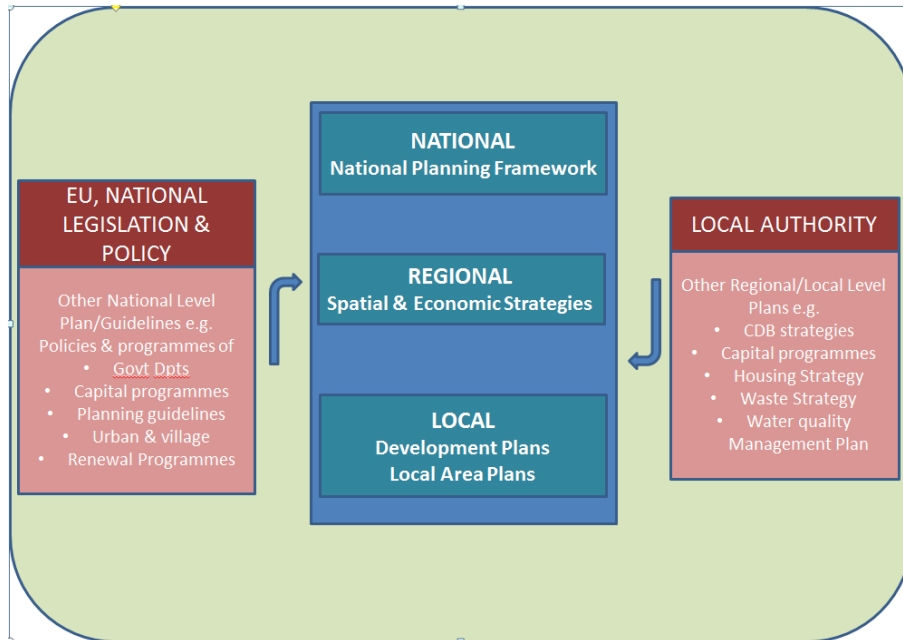 NATIONAL
National Planning Framework
EU, NATIONAL
LEGISLATION &
POLICY
Other National Level
Plan/Guidelines e.g.
Policies & programmes of
• Govt Dpts
• Capital programmes
• Planning guidelines
• Urban & village
• Renewal Programmes
REGIONAL
Spatial & Economic Strategies
LOCAL
Development Plans
Local Area Plans
LOCAL AUTHORITY
Other Regional/Local Level
Plans e.g.
• CDB strategies
• Capital programmes
• Housing Strategy
• Waste Strategy
• Water quality
Management Plan